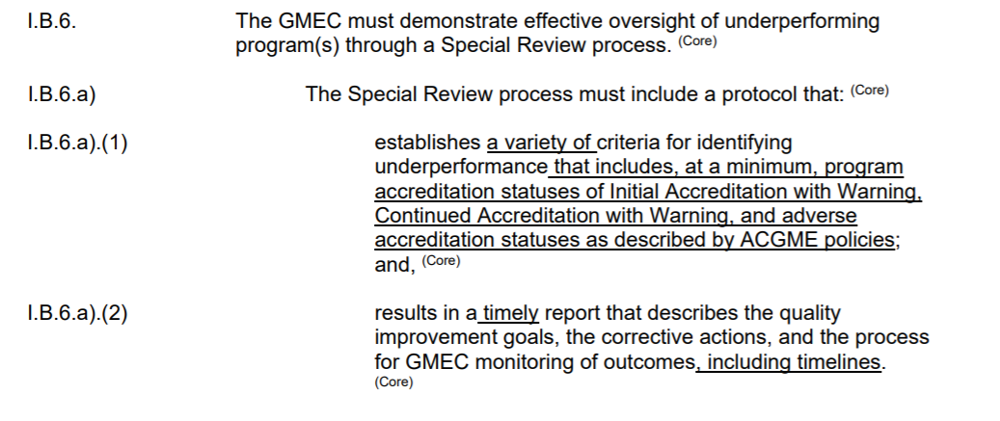 I.B.6. The GMEC must demonstrate effective oversight of underperforming
program(s) through a Special Review process. (Core)
I.B.6.a) The Special Review process must include a protocol that: (Core)
I.B.6.a).(1) establishes a variety of criteria for identifying
underperformance that includes, at a minimum, program
accreditation statuses of Initial Accreditation with Warning,
Continued Accreditation with Warning, and adverse
accreditation statuses as described by ACGME policies;
and, (Core)
I.B.6.a).(2) results in a timely report that describes the quality
improvement goals, the corrective actions, and the process
for GMEC monitoring of outcomes, including timelines.
(Core)